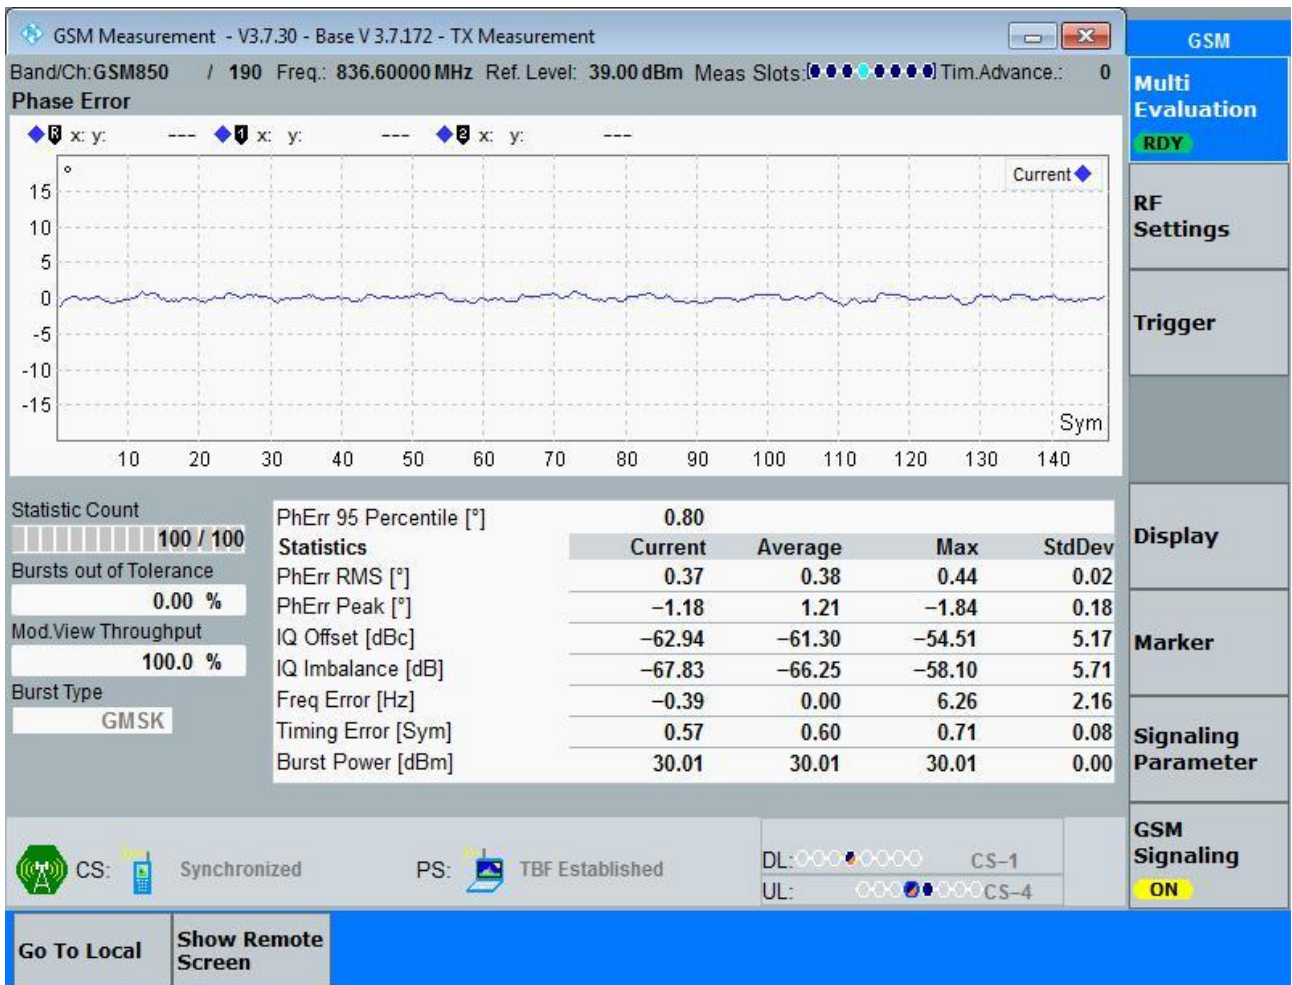 GSM Measurement - V3.7.30 - Base V 3.7.172 - TX Measurement
GSM
Band/Ch:GSM850 / 190 Freq.: 836.60000 MHz Ref. Level: 39.00 dBm Meas Slots: Tim.Advance.: 0
Phase Error
R x: y: --- 1 x: y: --- 2 x: y: ---
°
Current
15
10
5
0
-5
-10
-15
Sym
10 20 30 40 50 60 70 80 90 100 110 120 130 140
Statistic Count
100 / 100
Bursts out of Tolerance
0.00 %
Mod.View Throughput
100.0 %
Burst Type
GMSK
PhErr 95 Percentile [°] 0.80
Statistics Current Average Max StdDev
PhErr RMS [°] 0.37 0.38 0.44 0.02
PhErr Peak [°] −1.18 1.21 −1.84 0.18
IQ Offset [dBc] −62.94 −61.30 −54.51 5.17
IQ Imbalance [dB] −67.83 −66.25 −58.10 5.71
Freq Error [Hz] −0.39 0.00 6.26 2.16
Timing Error [Sym] 0.57 0.60 0.71 0.08
Burst Power [dBm] 30.01 30.01 30.01 0.00
CS: Synchronized PS: TBF Established
DL: CS−1
UL: CS−4
Multi
Evaluation
RDY
RF
Settings
Trigger
Display
Marker
Signaling
Parameter
GSM
Signaling
ON
Go To Local
Show Remote
Screen